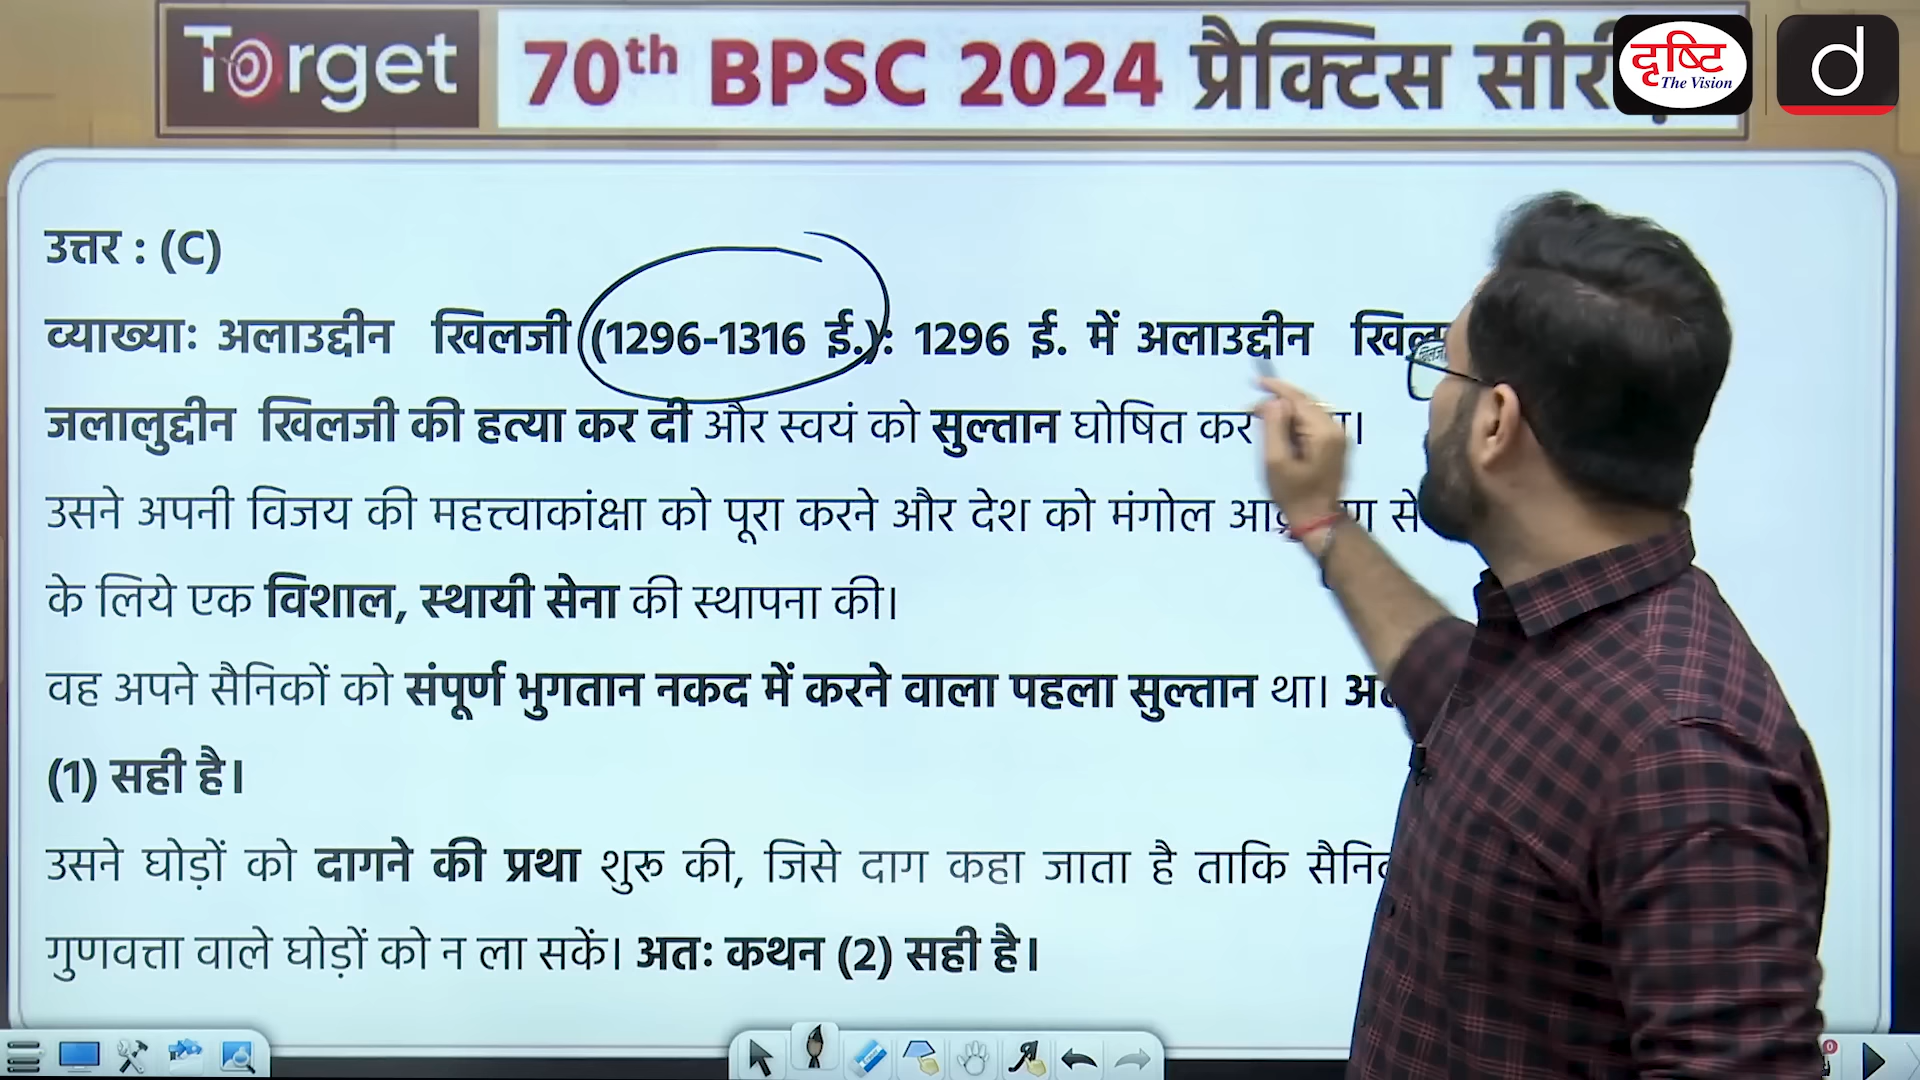 Target
70th BPSC 2024 प्रैक्टिस
दृष्टि
The Vision
d
उत्तर : (C)
व्याख्याः अलाउद्दीन खिलजी (1296-1316 ई.): 1296 ई. में अलाउद्दीन
जलालुद्दीन खिलजी की हत्या कर दी और स्वयं को सुल्तान घोषित कर
उसने अपनी विजय की महत्त्वाकांक्षा को पूरा करने और देश को मंगोल से
के लिये एक विशाल, स्थायी सेना की स्थापना की।
वह अपने सैनिकों को संपूर्ण भुगतान नकद में करने वाला पहला सुल्तान था।
(1) सही है।
उसने घोड़ों को दागने की प्रथा शुरू की, जिसे दाग कहा जाता है ताकि
गुणवत्ता वाले घोड़ों को न ला सकें। अतः कथन (2) सही है।